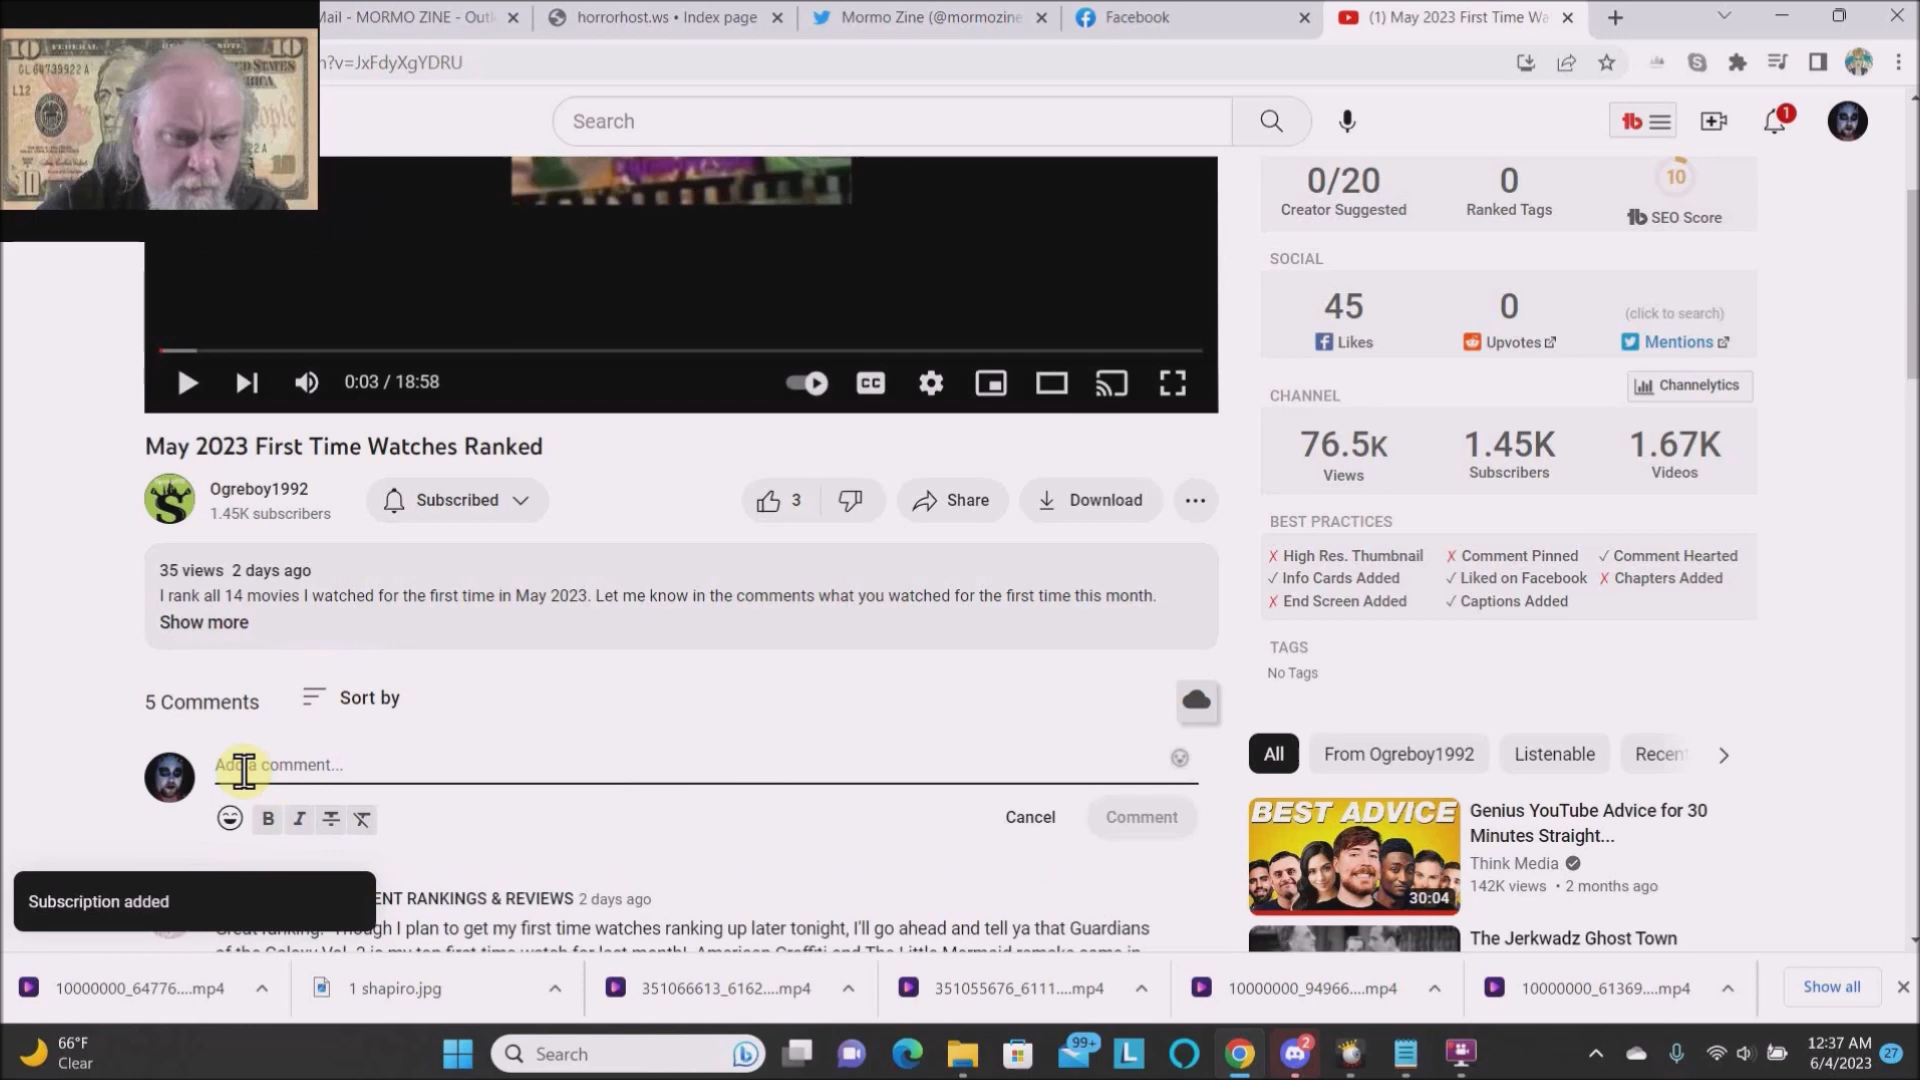 Mail - MORMO ZINE - Outl
horrorhost.ws • Index page
Mormo Zine (@mormozine
Facebook
(1) May 2023 First Time Wa
?v=JxFdyXgYDRU
10 FEDERAL
GL 64739922 A
L12
10
Search
0/20
Creator Suggested
0
Ranked Tags
10
SEO Score
SOCIAL
45
Likes
0
Upvotes
(click to search)
Mentions
0:03 / 18:58
CC
Channelytics
CHANNEL
76.5K
Views
1.45K
Subscribers
1.67K
Videos
May 2023 First Time Watches Ranked
Ogreboy1992
1.45K subscribers
Subscribed
3
Share
Download
BEST PRACTICES
✗ High Res. Thumbnail
✗ Comment Pinned
✓ Comment Hearted
✓ Info Cards Added
✓ Liked on Facebook
✗ Chapters Added
✗ End Screen Added
✓ Captions Added
35 views 2 days ago
I rank all 14 movies I watched for the first time in May 2023. Let me know in the comments what you watched for the first time this month.
Show more
TAGS
No Tags
5 Comments
Sort by
Add a comment...
B I
Cancel
Comment
All
From Ogreboy1992
Listenable
Recent
BEST ADVICE
30:04
Genius YouTube Advice for 30
Minutes Straight...
Think Media
142K views • 2 months ago
Subscription added
ENT RANKINGS & REVIEWS 2 days ago
Great ranking! Though I plan to get my first time watches ranking up later tonight, I'll go ahead and tell ya that Guardians
of the Galaxy Vol. 3 is my top first time watch for last month! American Graffiti and The Little Mermaid remake came in
The Jerkwadz Ghost Town
10000000_64776....mp4
1 shapiro.jpg
351066613_6162....mp4
351055676_6111....mp4
10000000_94966....mp4
10000000_61369....mp4
Show all
66°F
Clear
Search
99+
L
2
12:37 AM
6/4/2023
27